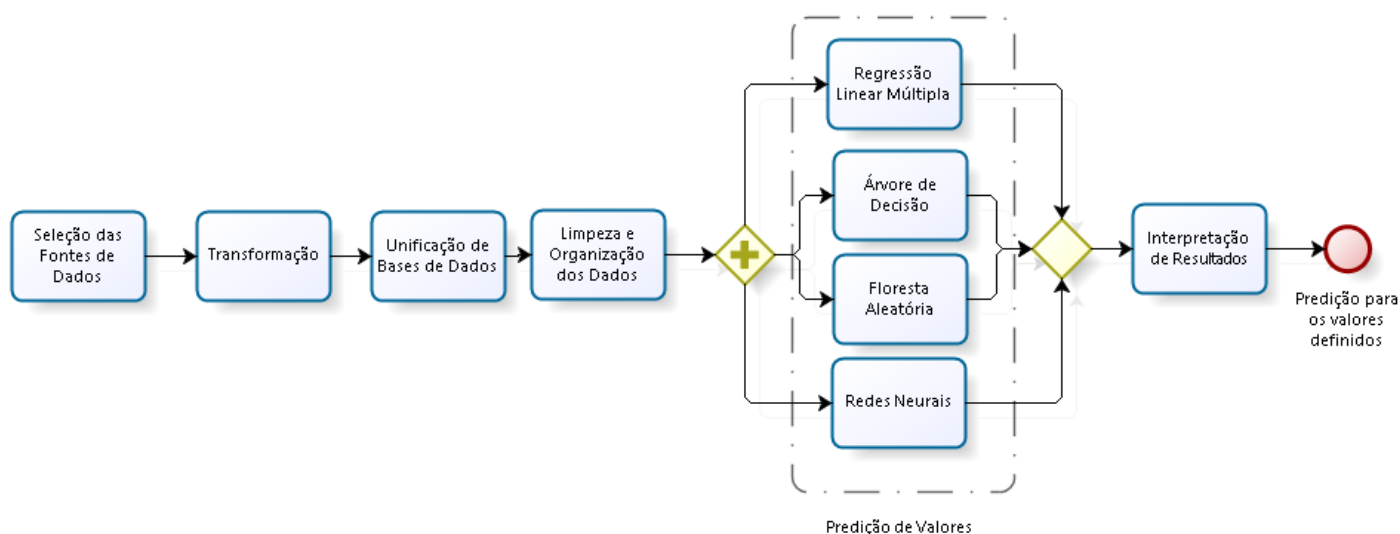 Seleção das
Fontes de
Dados
Transformação
Unificação de
Bases de Dados
Limpeza e
Organização
dos Dados
Regressão
Linear Múltipla
Árvore de
Decisão
Floresta
Aleatória
Redes Neurais
Predição de Valores
Interpretação
de Resultados
Predição para
os valores
definidos